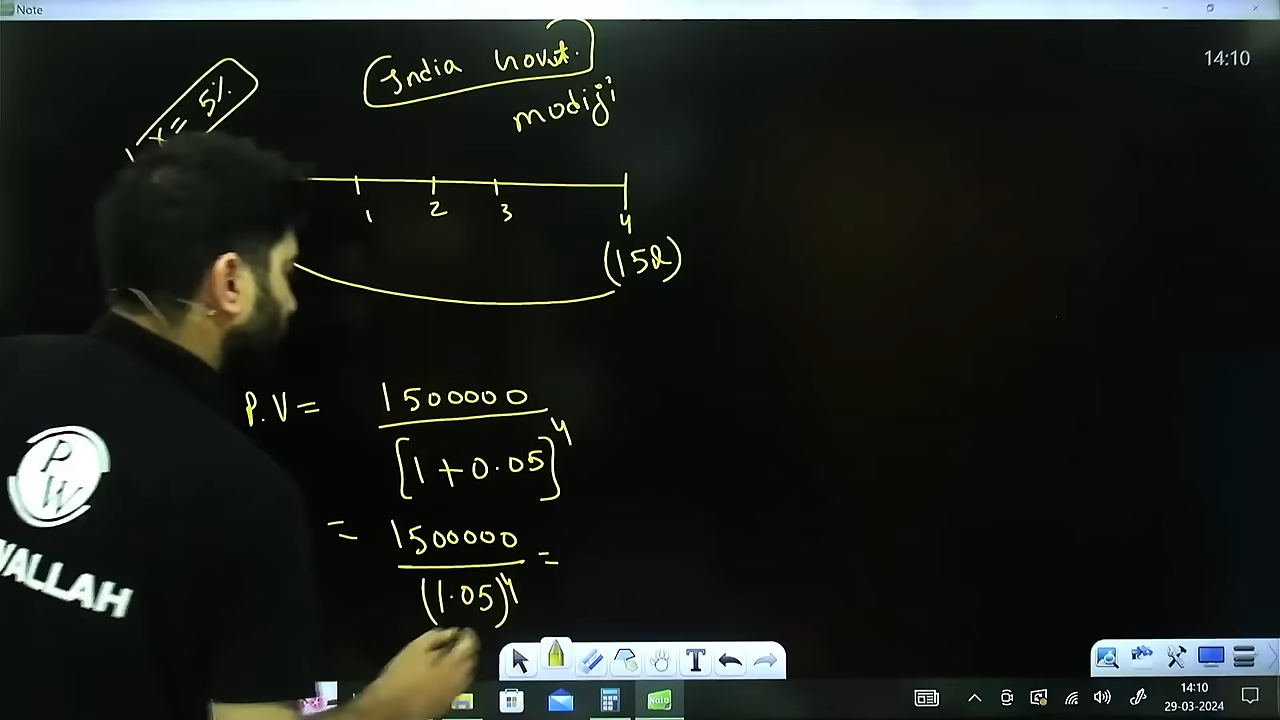 Note
14:10
India Govt.
modiji
r = 5%
1 2 3 4
(15L)
P.V = 1500000
[1 + 0.05]^4
= 1500000 =
(1.05)^4
P
W
WALLAH
T
Note
14:10
29-03-2024